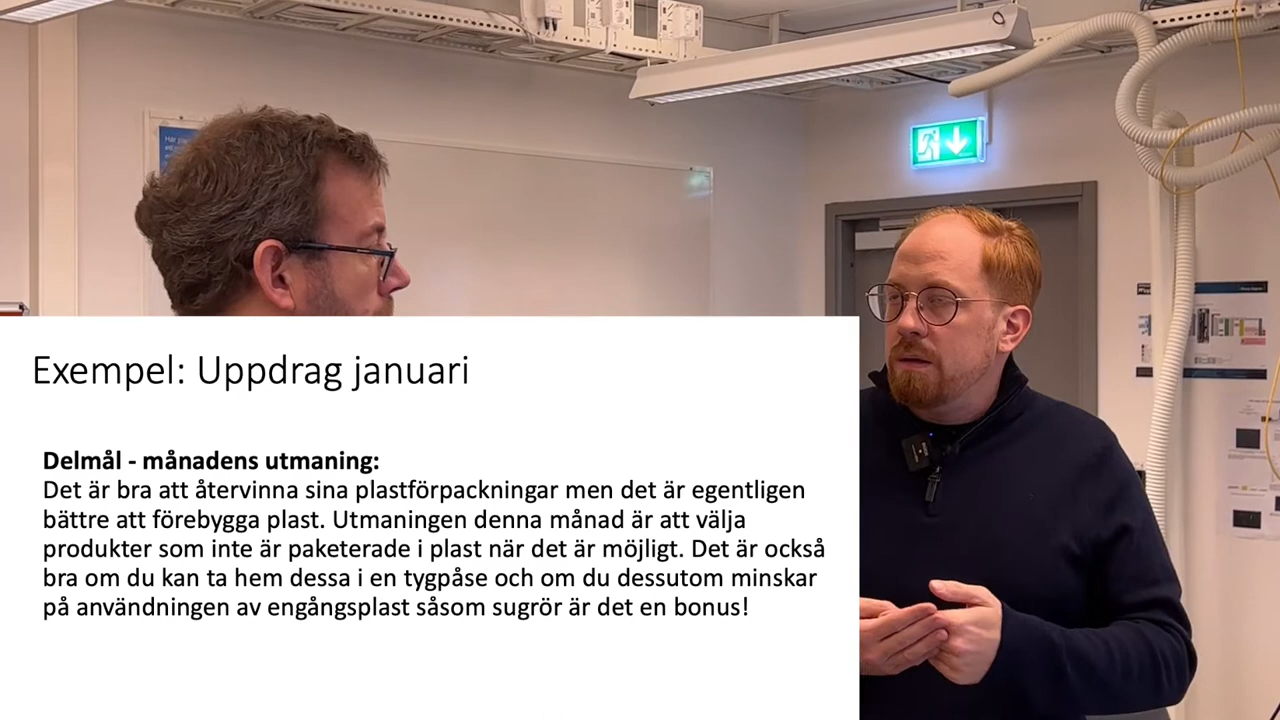 Exempel: Uppdrag januari
Delmål - månadens utmaning:
Det är bra att återvinna sina plastförpackningar men det är egentligen
bättre att förebygga plast. Utmaningen denna månad är att välja
produkter som inte är paketerade i plast när det är möjligt. Det är också
bra om du kan ta hem dessa i en tygpåse och om du dessutom minskar
på användningen av engångsplast såsom sugrör är det en bonus!